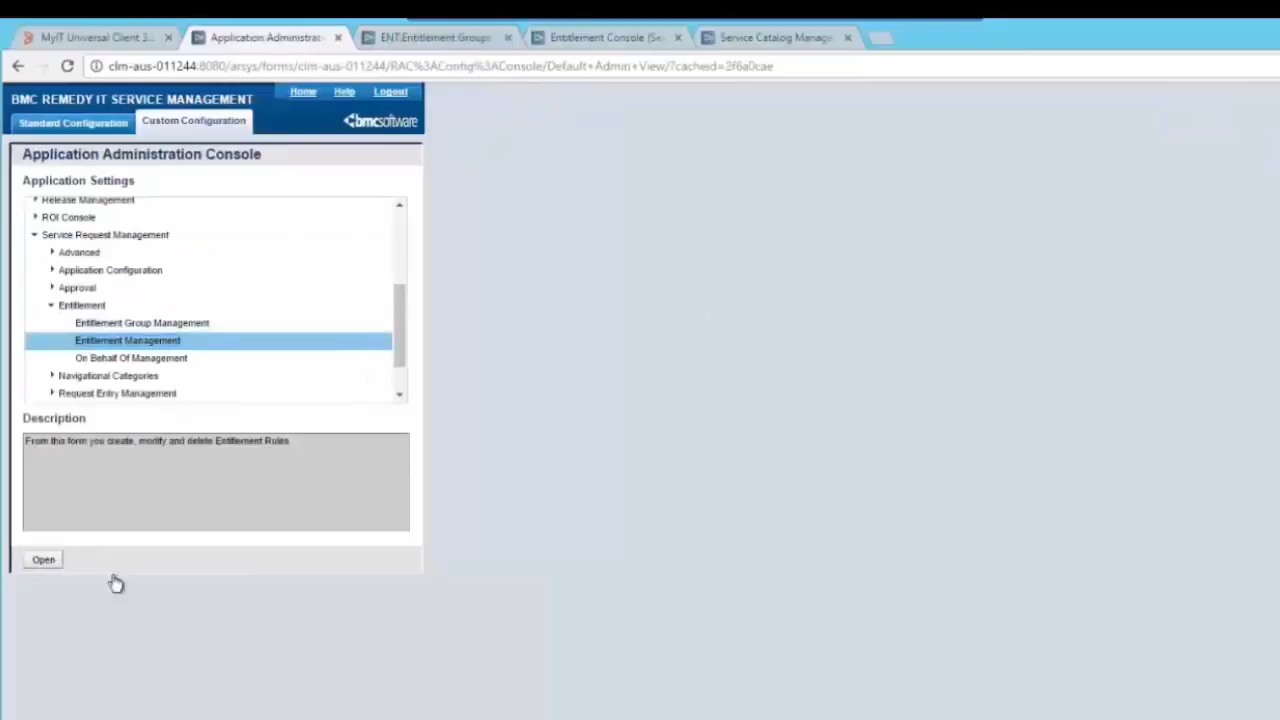 MyIT Universal Client 3...
Application Administrat
ENT:Entitlement Groups
Entitlement Console (Se
Service Catalog Manage
clm-aus-011244:8080/arsys/forms/clm-aus-011244/RAC%3AConfig%3AConsole/Default+Admin+View/?cacheid=2f6a0cae
BMC REMEDY IT SERVICE MANAGEMENT
Home Help Logout
Standard Configuration
Custom Configuration
bmcsoftware
Application Administration Console
Application Settings
Release Management
ROI Console
Service Request Management
Advanced
Application Configuration
Approval
Entitlement
Entitlement Group Management
Entitlement Management
On Behalf Of Management
Navigational Categories
Request Entry Management
Description
From this form you create, modify and delete Entitlement Rules
Open